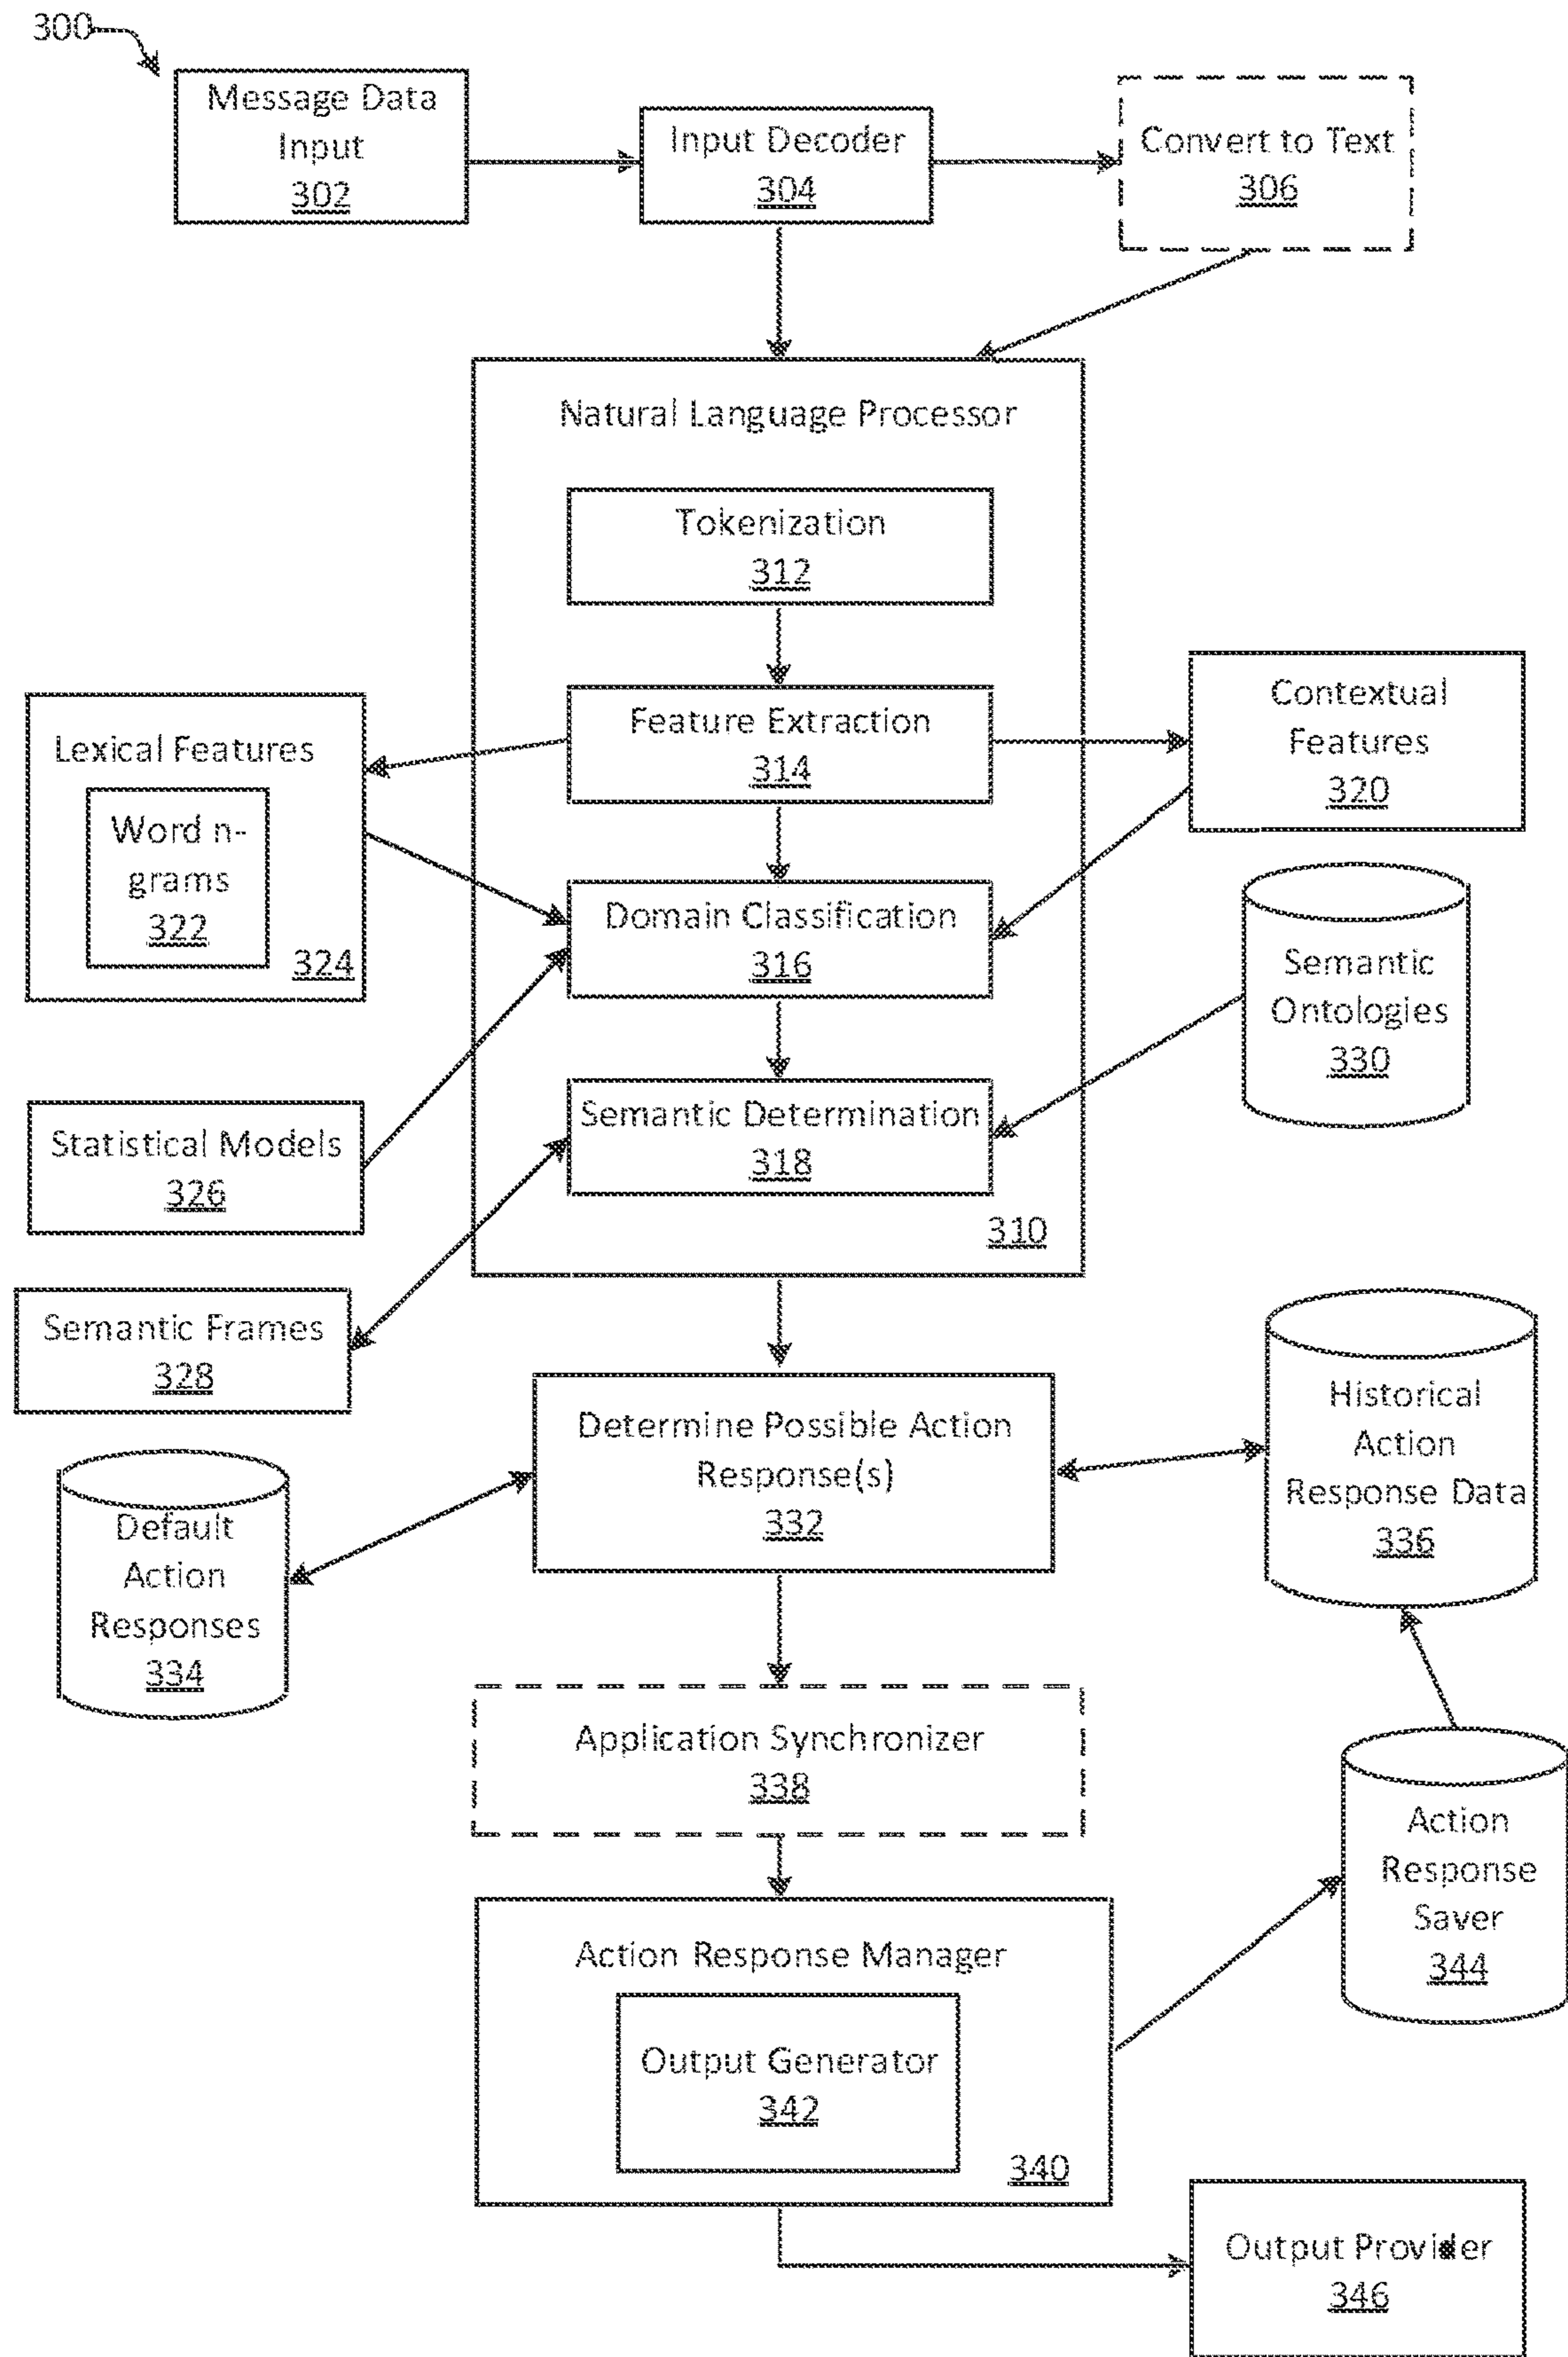 300
Message Data
Input
302
Input Decoder
304
Convert to Text
306
Natural Language Processor
Tokenization
312
Feature Extraction
314
Contextual
Features
320
Lexical Features
Word n-
grams
322
324
Domain Classification
316
Semantic
Ontologies
330
Statistical Models
326
Semantic Determination
318
310
Semantic Frames
328
Determine Possible Action
Response(s)
332
Historical
Action
Response Data
336
Default
Action
Responses
334
Application Synchronizer
338
Action
Response
Saver
344
Action Response Manager
Output Generator
342
340
Output Provider
346